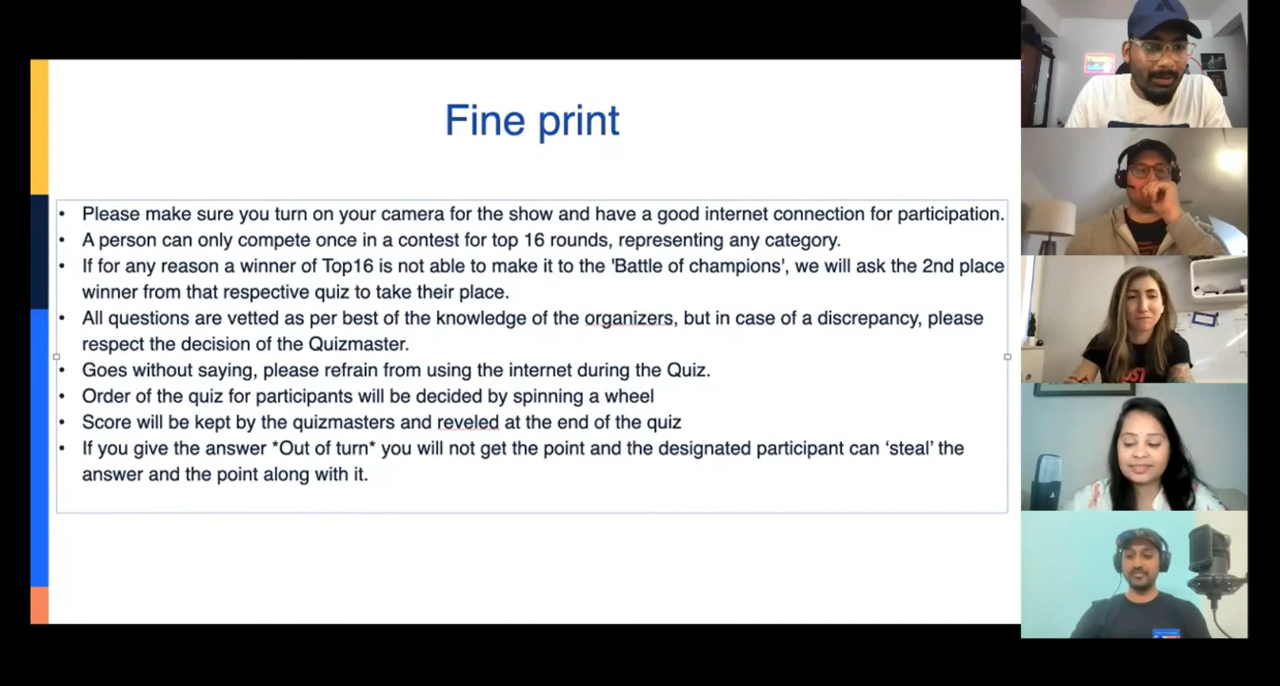 Fine print
• Please make sure you turn on your camera for the show and have a good internet connection for participation.
• A person can only compete once in a contest for top 16 rounds, representing any category.
• If for any reason a winner of Top16 is not able to make it to the 'Battle of champions', we will ask the 2nd place
winner from that respective quiz to take their place.
• All questions are vetted as per best of the knowledge of the organizers, but in case of a discrepancy, please
respect the decision of the Quizmaster.
• Goes without saying, please refrain from using the internet during the Quiz.
• Order of the quiz for participants will be decided by spinning a wheel
• Score will be kept by the quizmasters and reveled at the end of the quiz
• If you give the answer *Out of turn* you will not get the point and the designated participant can ‘steal’ the
answer and the point along with it.